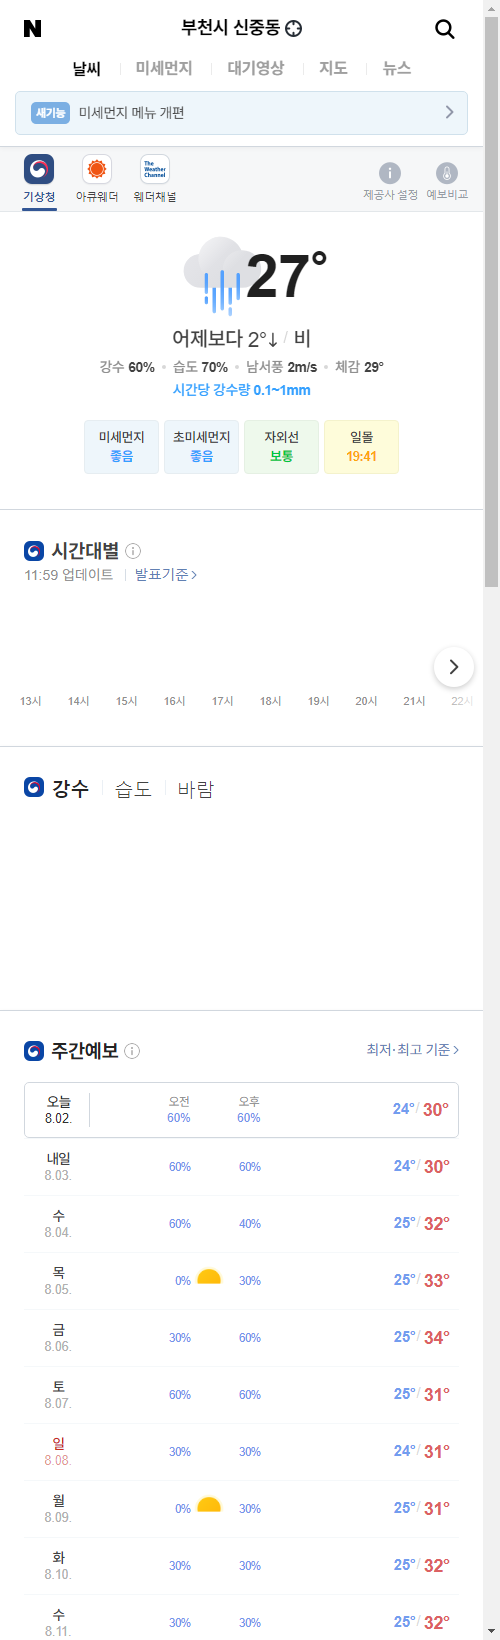 N 부천시 신중동
날씨 미세먼지 대기영상 지도 뉴스
새기능 미세먼지 메뉴 개편
The Weather Channel
기상청 아큐웨더 웨더채널 제공사 설정 예보비교
27°
어제보다 2°↓ / 비
강수 60% 습도 70% 남서풍 2m/s 체감 29°
시간당 강수량 0.1~1mm
미세먼지 초미세먼지 자외선 일몰
좋음 좋음 보통 19:41
시간대별
11:59 업데이트 발표기준
13시 14시 15시 16시 17시 18시 19시 20시 21시 22시
강수 습도 바람
주간예보 최저·최고 기준
오늘 오전 오후
8.02. 60% 60% 24°/ 30°
내일
8.03. 60% 60% 24°/ 30°
수
8.04. 60% 40% 25°/ 32°
목
8.05. 0% 30% 25°/ 33°
금
8.06. 30% 60% 25°/ 34°
토
8.07. 60% 60% 25°/ 31°
일
8.08. 30% 30% 24°/ 31°
월
8.09. 0% 30% 25°/ 31°
화
8.10. 30% 30% 25°/ 32°
수
8.11. 30% 30% 25°/ 32°